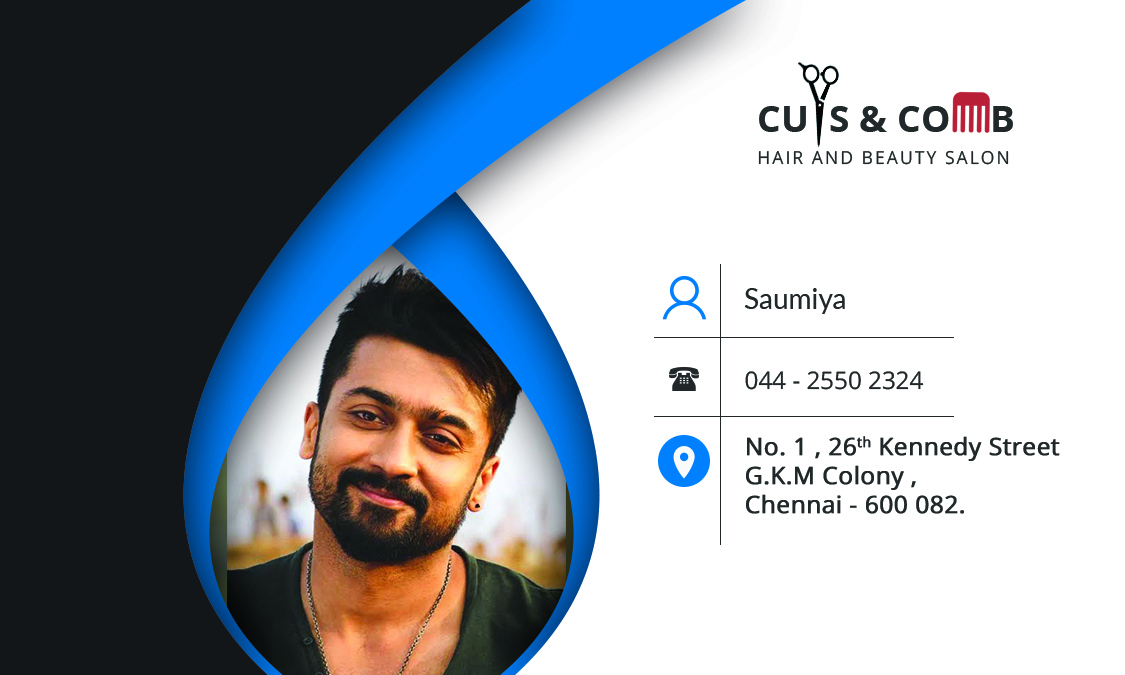 CUTS & COMB
HAIR AND BEAUTY SALON
Saumiya
044 - 2550 2324
No. 1 , 26th Kennedy Street
G.K.M Colony ,
Chennai - 600 082.